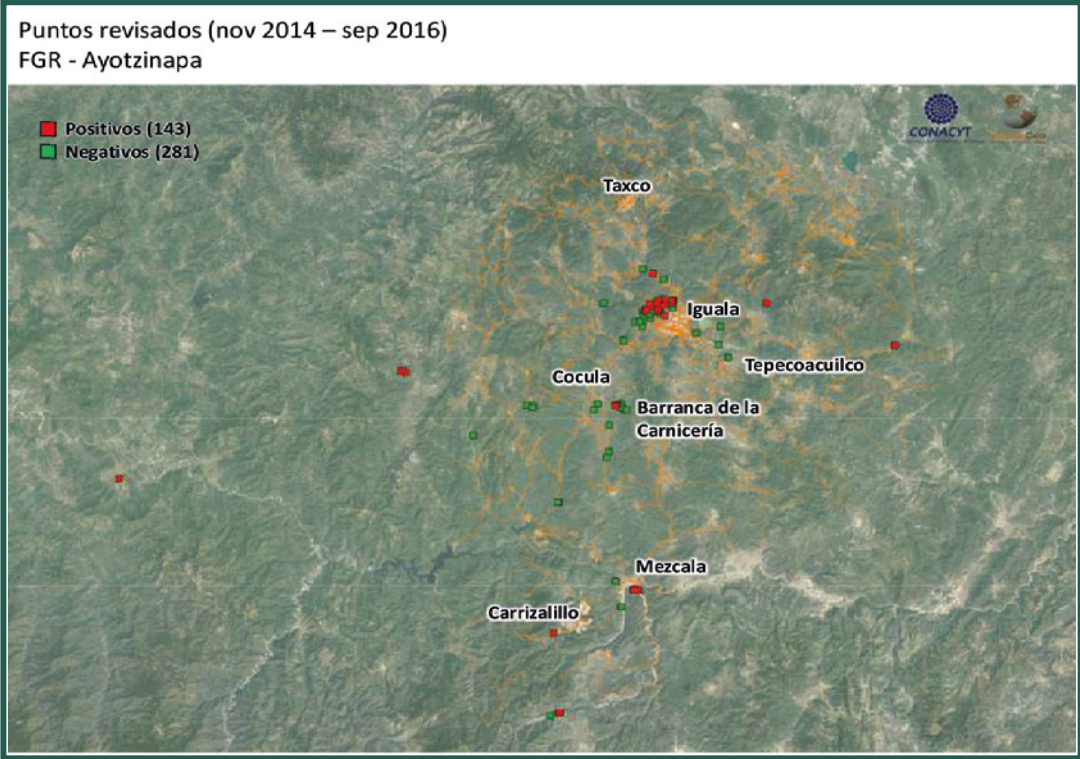 Puntos revisados (nov 2014 – sep 2016)
FGR - Ayotzinapa
Positivos (143)
Negativos (281)
CONACYT
Taxco
Iguala
Tepecoacuilco
Cocula
Barranca de la
Carnicería
Mezcala
Carrizalillo